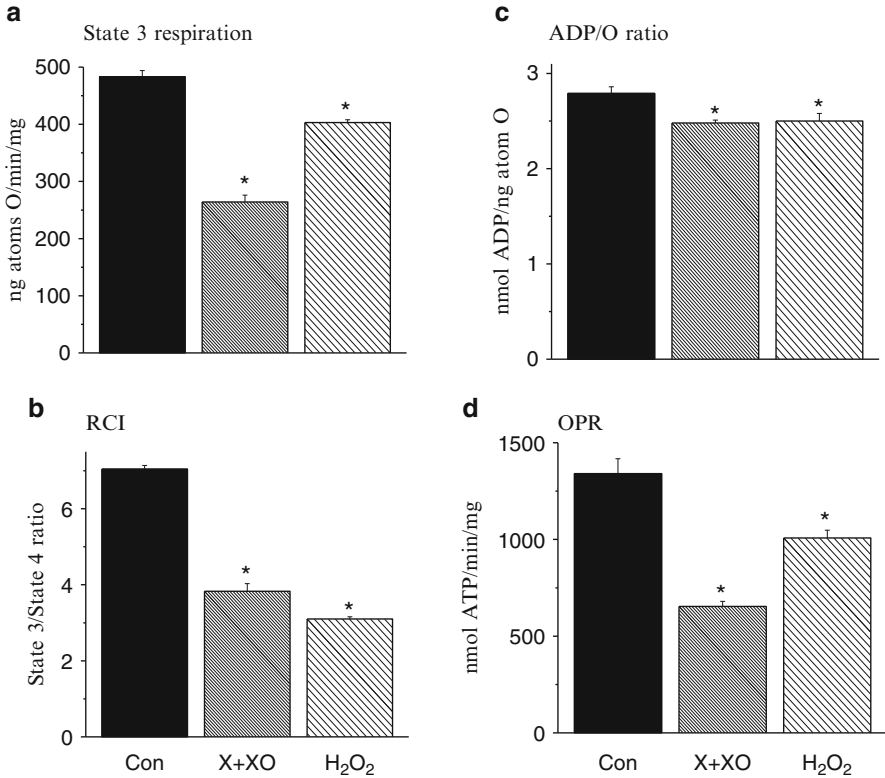 a
State 3 respiration
ng atoms O/min/mg
500
400
300
200
100
0
*
*
c
ADP/O ratio
nmol ADP/ng atom O
3
2
1
0
*
*
b
RCI
State 3/State 4 ratio
6
4
2
0
*
*
Con X+XO H₂O₂
d
OPR
nmol ATP/min/mg
1500
1000
500
0
*
*
Con X+XO H₂O₂